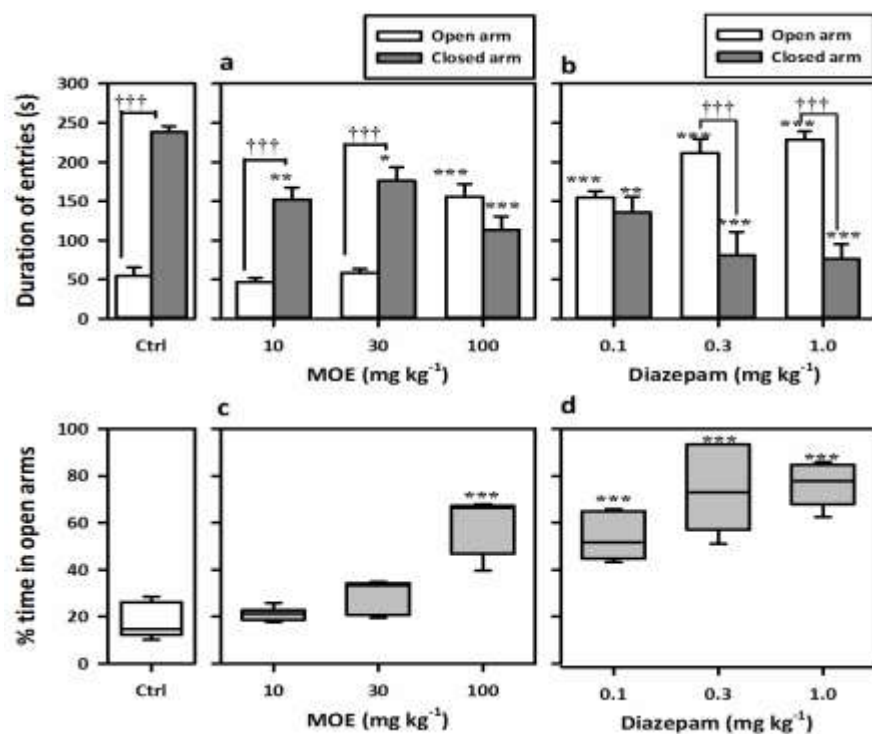 Open arm
Closed arm
Open arm
Closed arm
a
b
Duration of entries (s)
300
250
200
150
100
50
0
†††
†††
**
†††
*
***
***
***
**
***
†††
***
***
†††
***
Ctrl
10
30
100
0.1
0.3
1.0
MOE (mg kg⁻¹)
Diazepam (mg kg⁻¹)
c
d
% time in open arms
100
80
60
40
20
0
***
***
***
***
Ctrl
10
30
100
0.1
0.3
1.0
MOE (mg kg⁻¹)
Diazepam (mg kg⁻¹)